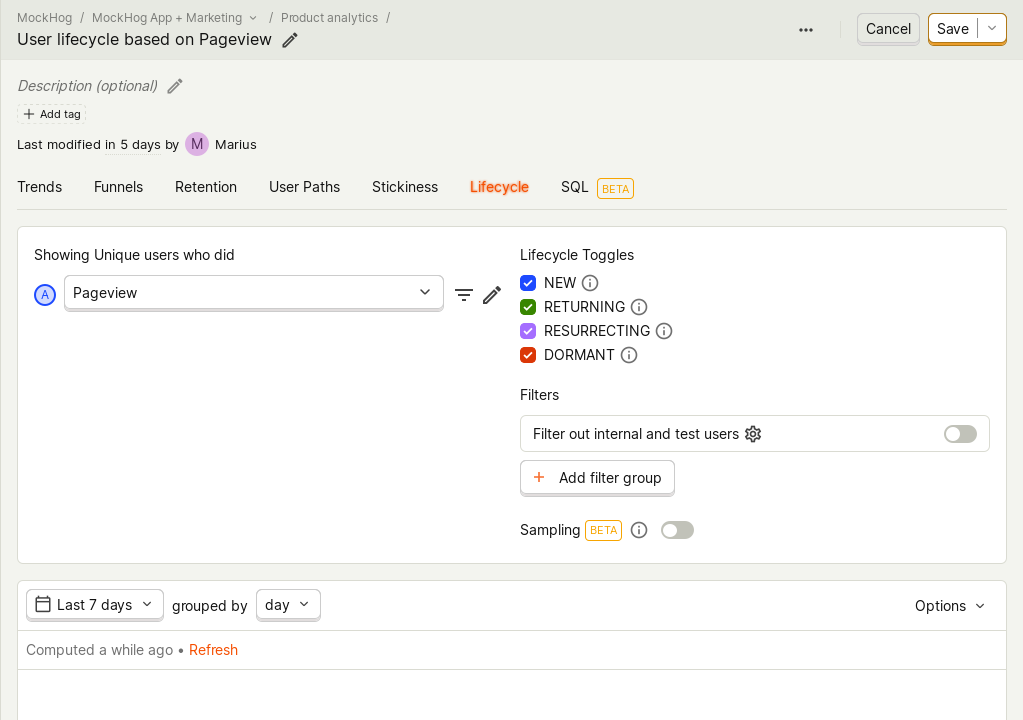 MockHog / MockHog App + Marketing / Product analytics /
User lifecycle based on Pageview
Cancel
Save
Description (optional)
Add tag
Last modified in 5 days by M Marius
Trends Funnels Retention User Paths Stickiness Lifecycle SQL BETA
Showing Unique users who did
A Pageview
Lifecycle Toggles
NEW
RETURNING
RESURRECTING
DORMANT
Filters
Filter out internal and test users
Add filter group
Sampling BETA
Last 7 days grouped by day
Options
Computed a while ago • Refresh